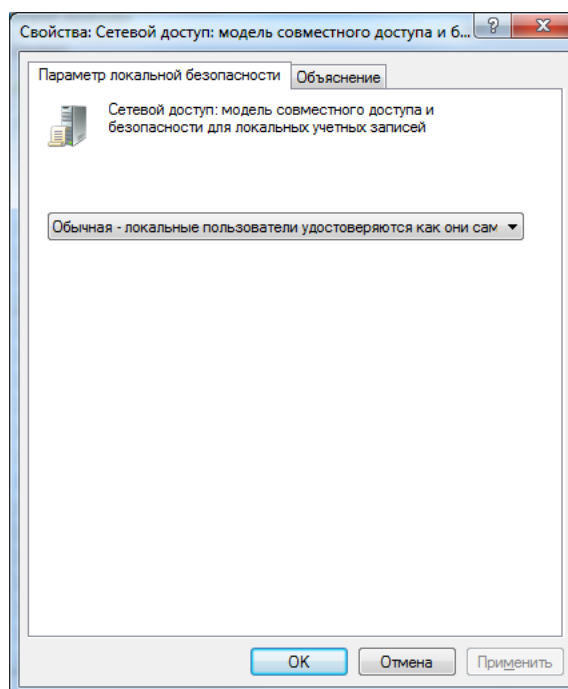 Свойства: Сетевой доступ: модель совместного доступа и б...
Параметр локальной безопасности
Объяснение
Сетевой доступ: модель совместного доступа и
безопасности для локальных учетных записей
Обычная - локальные пользователи удостоверяются как они сам
OK
Отмена
Применить